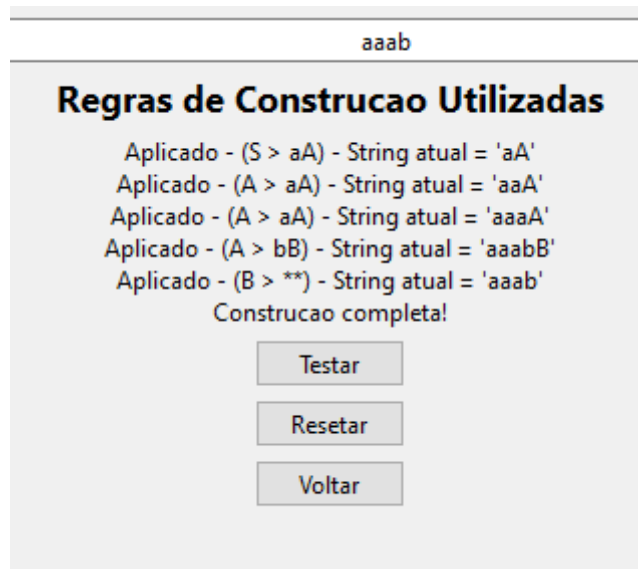 aaab
Regras de Construcao Utilizadas
Aplicado - (S > aA) - String atual = 'aA'
Aplicado - (A > aA) - String atual = 'aaA'
Aplicado - (A > aA) - String atual = 'aaaA'
Aplicado - (A > bB) - String atual = 'aaabB'
Aplicado - (B > **) - String atual = 'aaab'
Construcao completa!
Testar
Resetar
Voltar